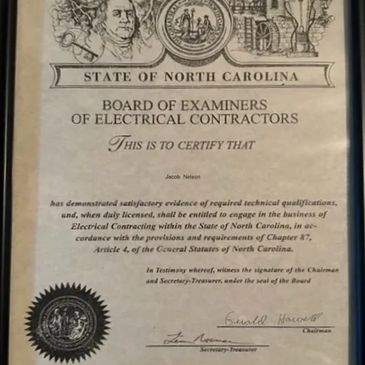 STATE OF NORTH CAROLINA
BOARD OF EXAMINERS
OF ELECTRICAL CONTRACTORS
THIS IS TO CERTIFY THAT
Jacob Nelson
has demonstrated satisfactory evidence of required technical qualifications,
and, when duly licensed, shall be entitled to engage in the business of
Electrical Contracting within the State of North Carolina, in ac-
cordance with the provisions and requirements of Chapter 87,
Article 4, of the General Statutes of North Carolina.
In Testimony whereof, witness the signature of the Chairman
and Secretary-Treasurer, under the seal of the Board
Gerald
Chairman
Secretary-Treasurer